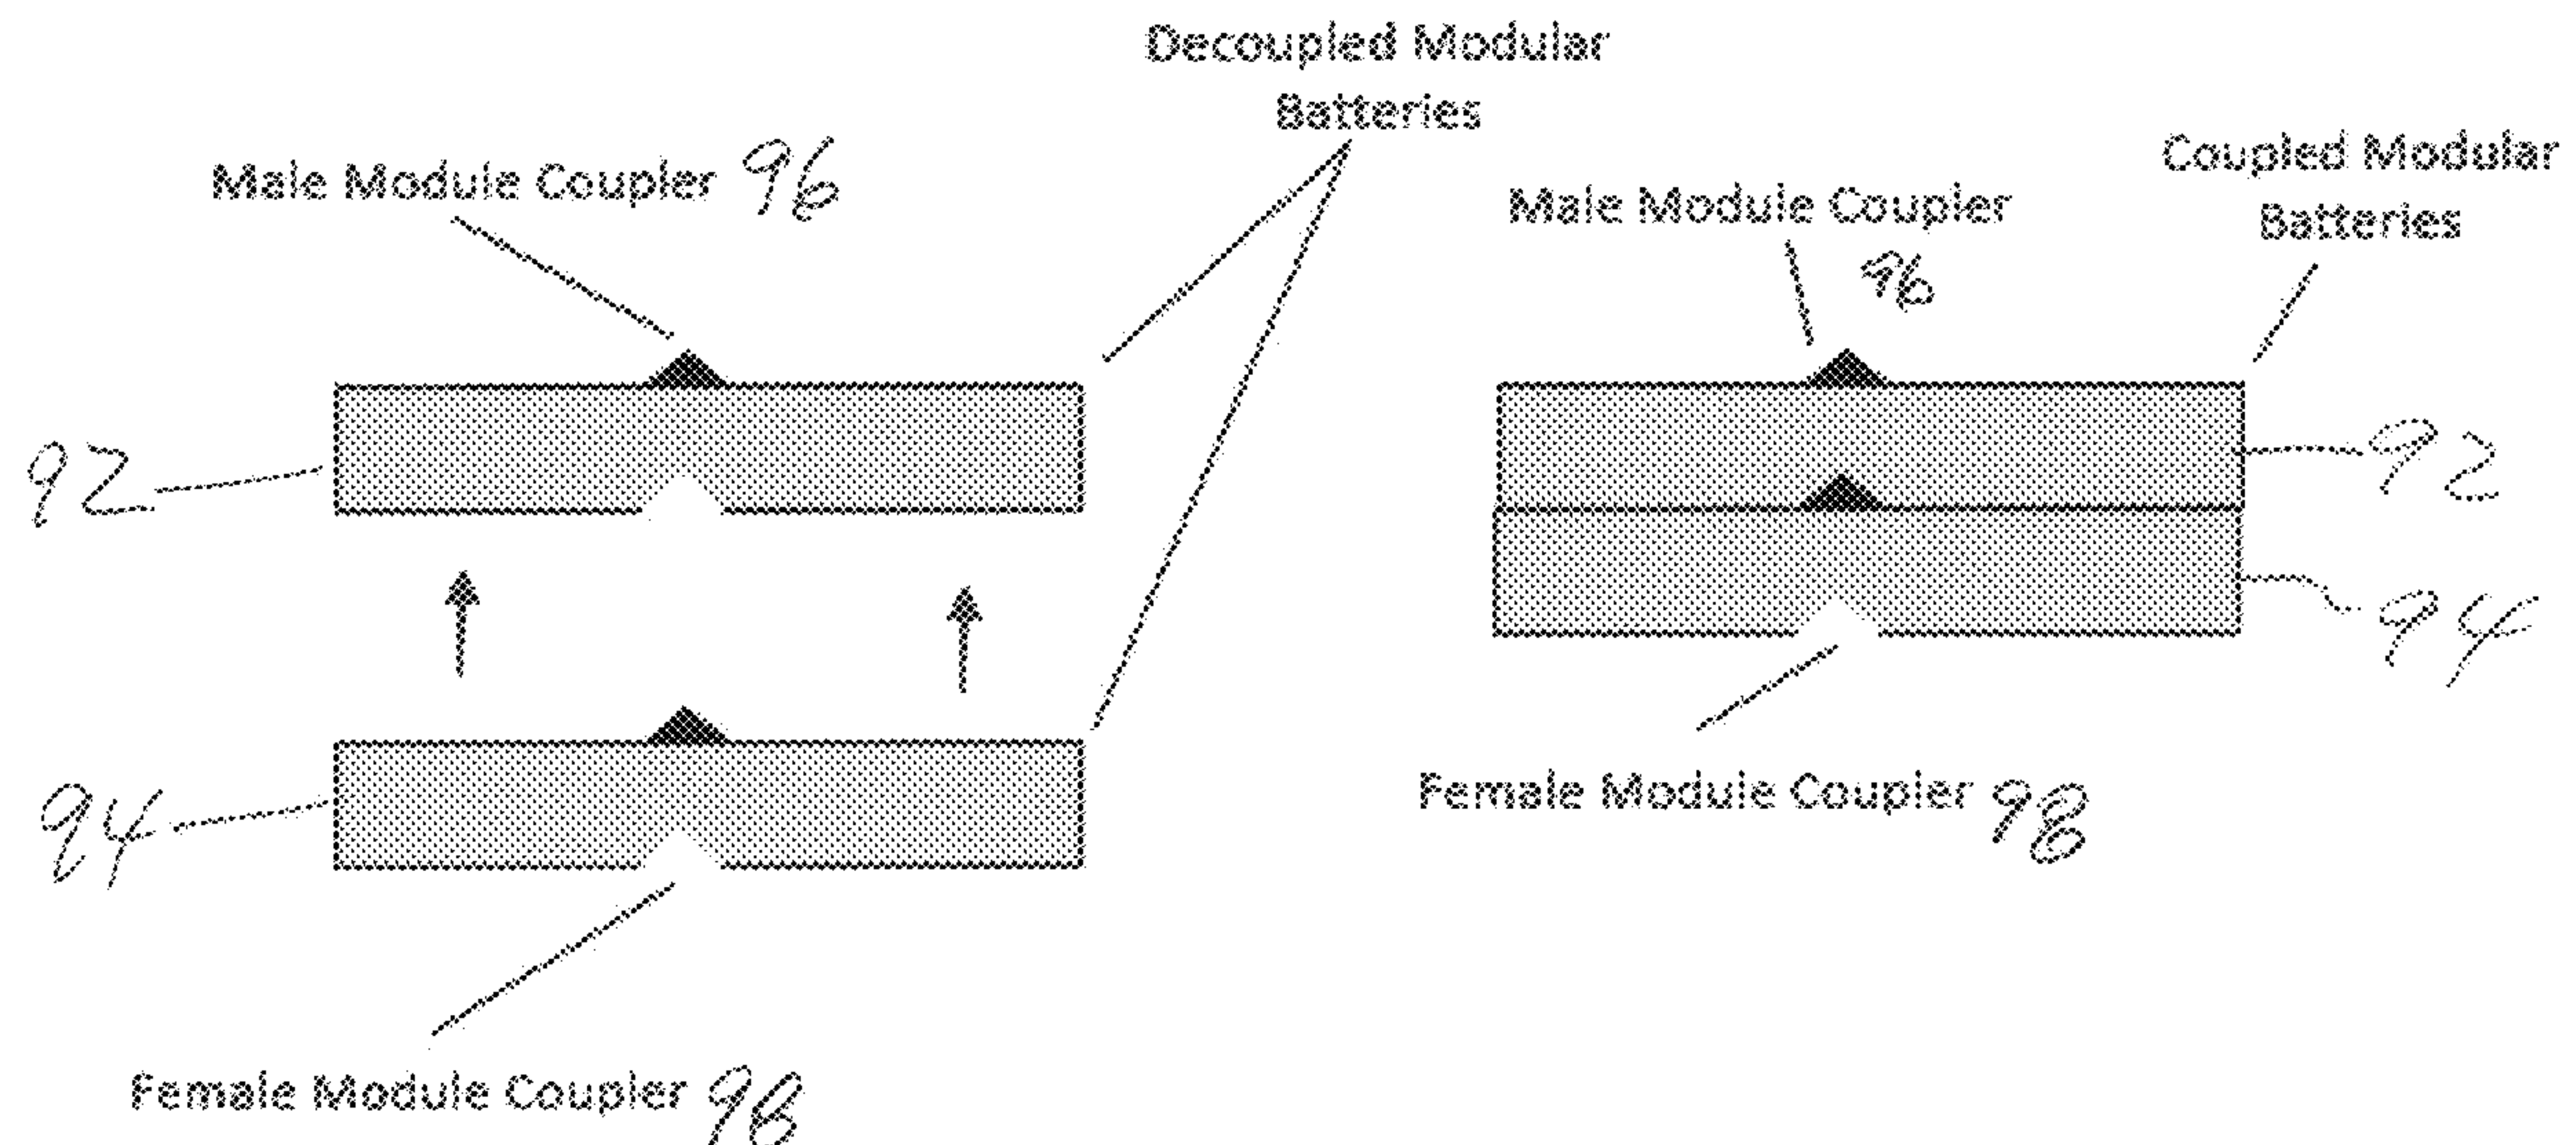 Decoupled Modular
Batteries
Male Module Coupler 96
92
94
Female Module Coupler 98
Coupled Modular
Batteries
Male Module Coupler
96
92
94
Female Module Coupler 98